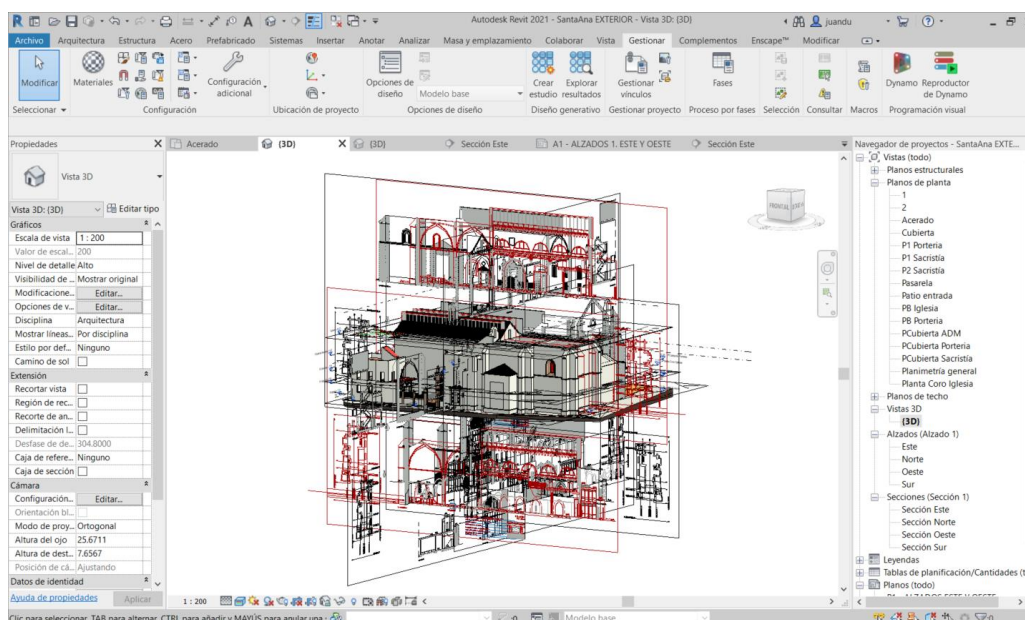 Autodesk Revit 2021 - SantaAna EXTERIOR - Vista 3D: {3D}
juandu
Archivo Arquitectura Estructura Acero Prefabricado Sistemas Insertar Anotar Analizar Masa y emplazamiento Colaborar Vista Gestionar Complementos Enscape™ Modificar
Modificar
Materiales
Configuración adicional
Opciones de diseño
Modelo base
Crear estudio
Explorar resultados
Gestionar vínculos
Fases
Dynamo
Reproductor de Dynamo
Seleccionar
Configuración
Ubicación de proyecto
Opciones de diseño
Diseño generativo
Gestionar proyecto
Proceso por fases
Selección
Consultar
Macros
Programación visual
Propiedades
Acerado
{3D}
{3D}
Sección Este
A1 - ALZADOS 1. ESTE Y OESTE
Sección Este
Vista 3D
Vista 3D: {3D}
Editar tipo
Gráficos
Escala de vista 1 : 200
Valor de escal... 200
Nivel de detalle Alto
Visibilidad de ... Mostrar original
Modificacione... Editar...
Opciones de v... Editar...
Disciplina Arquitectura
Mostrar líneas... Por disciplina
Estilo por def... Ninguno
Camino de sol
Extensión
Recortar vista
Región de rec...
Recorte de an...
Delimitación l...
Desfase de de... 304.8000
Caja de refere... Ninguno
Caja de sección
Cámara
Configuración... Editar...
Orientación bl...
Modo de proy... Ortogonal
Altura del ojo 25.6711
Altura de dest... 7.6567
Posición de cá... Ajustando
Datos de identidad
Ayuda de propiedades
Aplicar
FRONTAL
1 : 200
Navegador de proyectos - SantaAna EXTE...
Vistas (todo)
Planos estructurales
Planos de planta
1
2
Acerado
Cubierta
P1 Porteria
P1 Sacristía
P2 Sacristía
Pasarela
Patio entrada
PB Iglesia
PB Porteria
PCubierta ADM
PCubierta Porteria
PCubierta Sacristía
Planimetría general
Planta Coro Iglesia
Planos de techo
Vistas 3D
{3D}
Alzados (Alzado 1)
Este
Norte
Oeste
Sur
Secciones (Sección 1)
Sección Este
Sección Norte
Sección Oeste
Sección Sur
Leyendas
Tablas de planificación/Cantidades (t
Planos (todo)
Clic para seleccionar, TAB para alternar, CTRL para añadir y MAYÚS para anular una
Modelo base